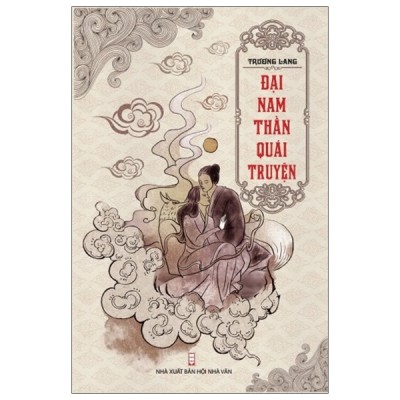 TRƯƠNG LANG
ĐẠI
NAM
THẦN
QUÁI
TRUYỆN
NHÀ XUẤT BẢN HỘI NHÀ VĂN